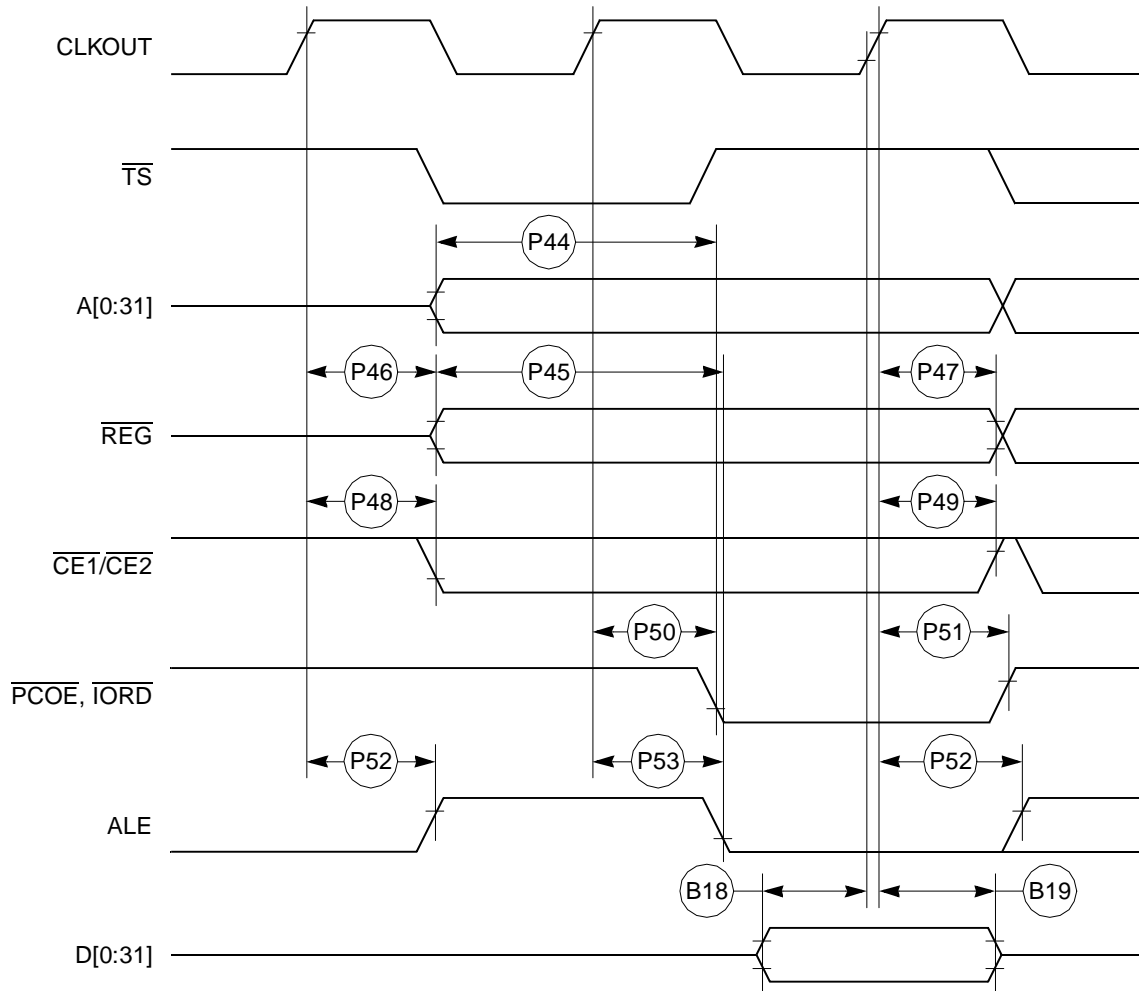 CLKOUT
TS
P44
A[0:31]
P46 P45 P47
REG
P48 P49
CE1/CE2
P50 P51
PCOE, IORD
P52 P53 P52
ALE
B18 B19
D[0:31]